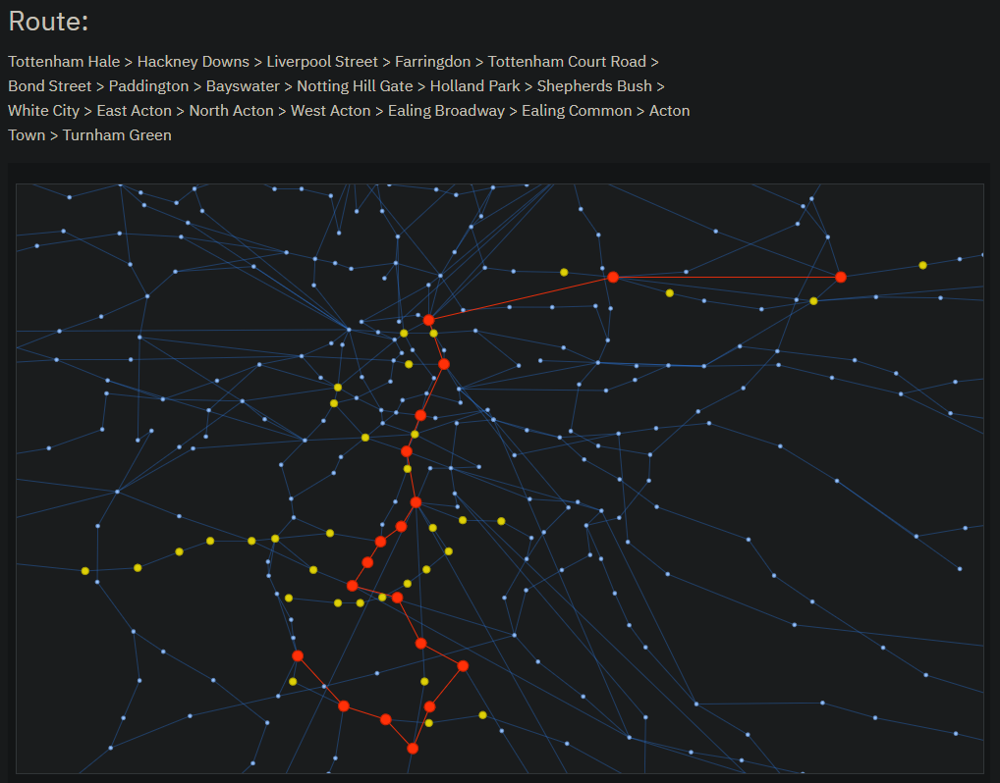 Route:
Tottenham Hale > Hackney Downs > Liverpool Street > Farringdon > Tottenham Court Road >
Bond Street > Paddington > Bayswater > Notting Hill Gate > Holland Park > Shepherds Bush >
White City > East Acton > North Acton > West Acton > Ealing Broadway > Ealing Common > Acton
Town > Turnham Green